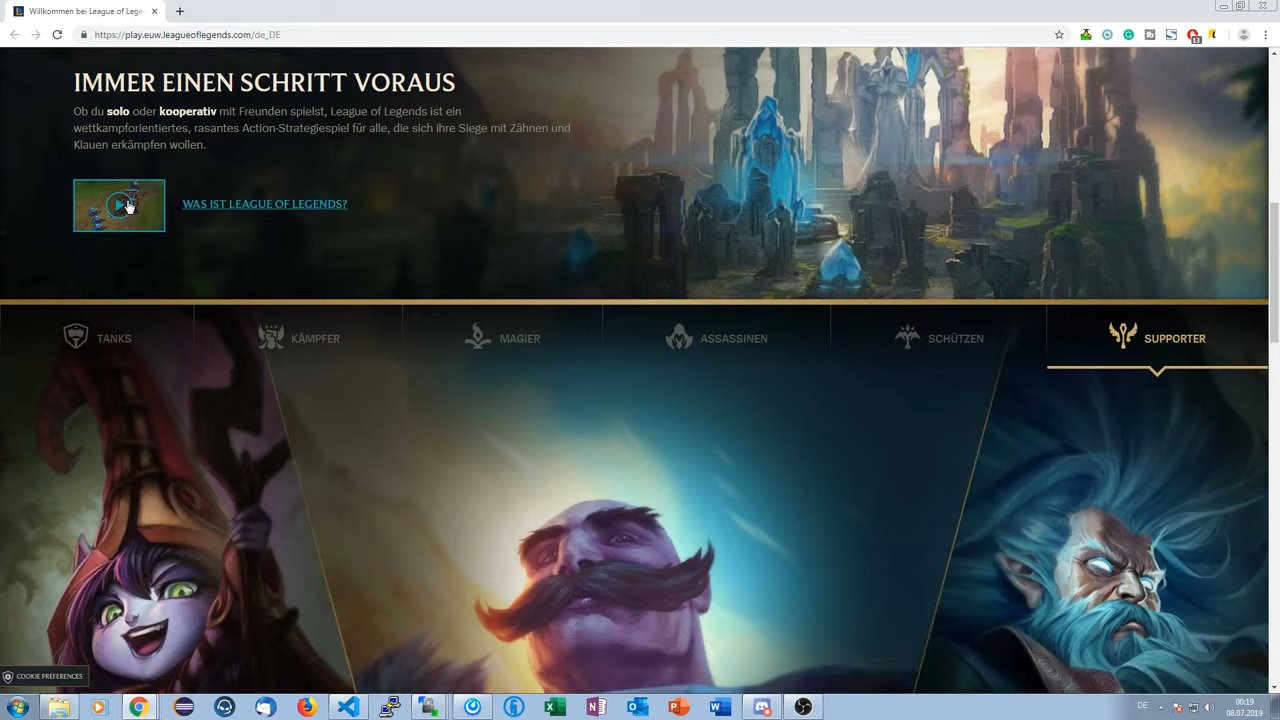 Willkommen bei League of Lege
https://play.euw.leagueoflegends.com/de_DE
13
IMMER EINEN SCHRITT VORAUS
Ob du solo oder kooperativ mit Freunden spielst, League of Legends ist ein
wettkampforientiertes, rasantes Action-Strategiespiel für alle, die sich ihre Siege mit Zähnen und
Klauen erkämpfen wollen.
WAS IST LEAGUE OF LEGENDS?
TANKS
KÄMPFER
MAGIER
ASSASSINEN
SCHÜTZEN
SUPPORTER
COOKIE PREFERENCES
DE
00:19
08.07.2019